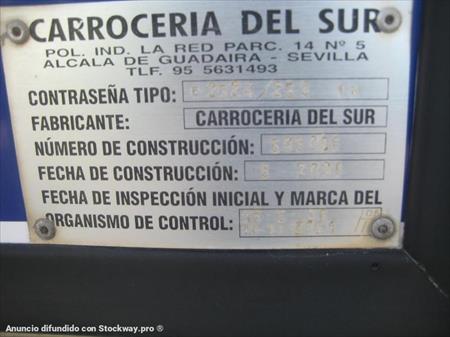 CARROCERIA DEL SUR
POL. IND. LA RED PARC. 14 Nº 5
ALCALA DE GUADAIRA - SEVILLA
TLF. 95 5631493
CONTRASEÑA TIPO:
FABRICANTE: CARROCERIA DEL SUR
NÚMERO DE CONSTRUCCIÓN:
FECHA DE CONSTRUCCIÓN:
FECHA DE INSPECCIÓN INICIAL Y MARCA DEL
ORGANISMO DE CONTROL:
Anuncio difundido con Stockway.pro ®